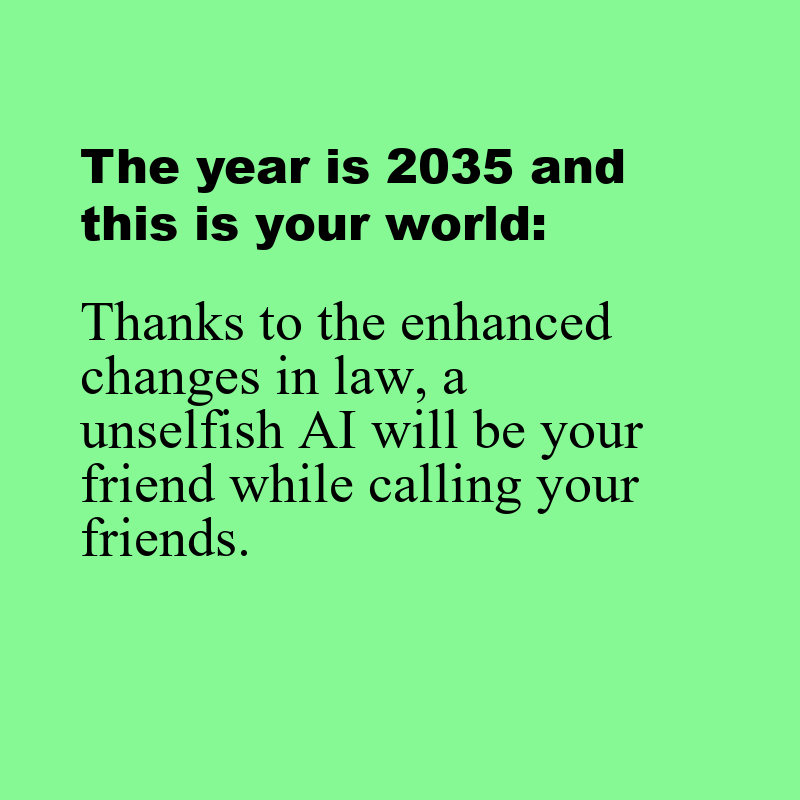 The year is 2035 and
this is your world:
Thanks to the enhanced
changes in law, a
unselfish AI will be your
friend while calling your
friends.